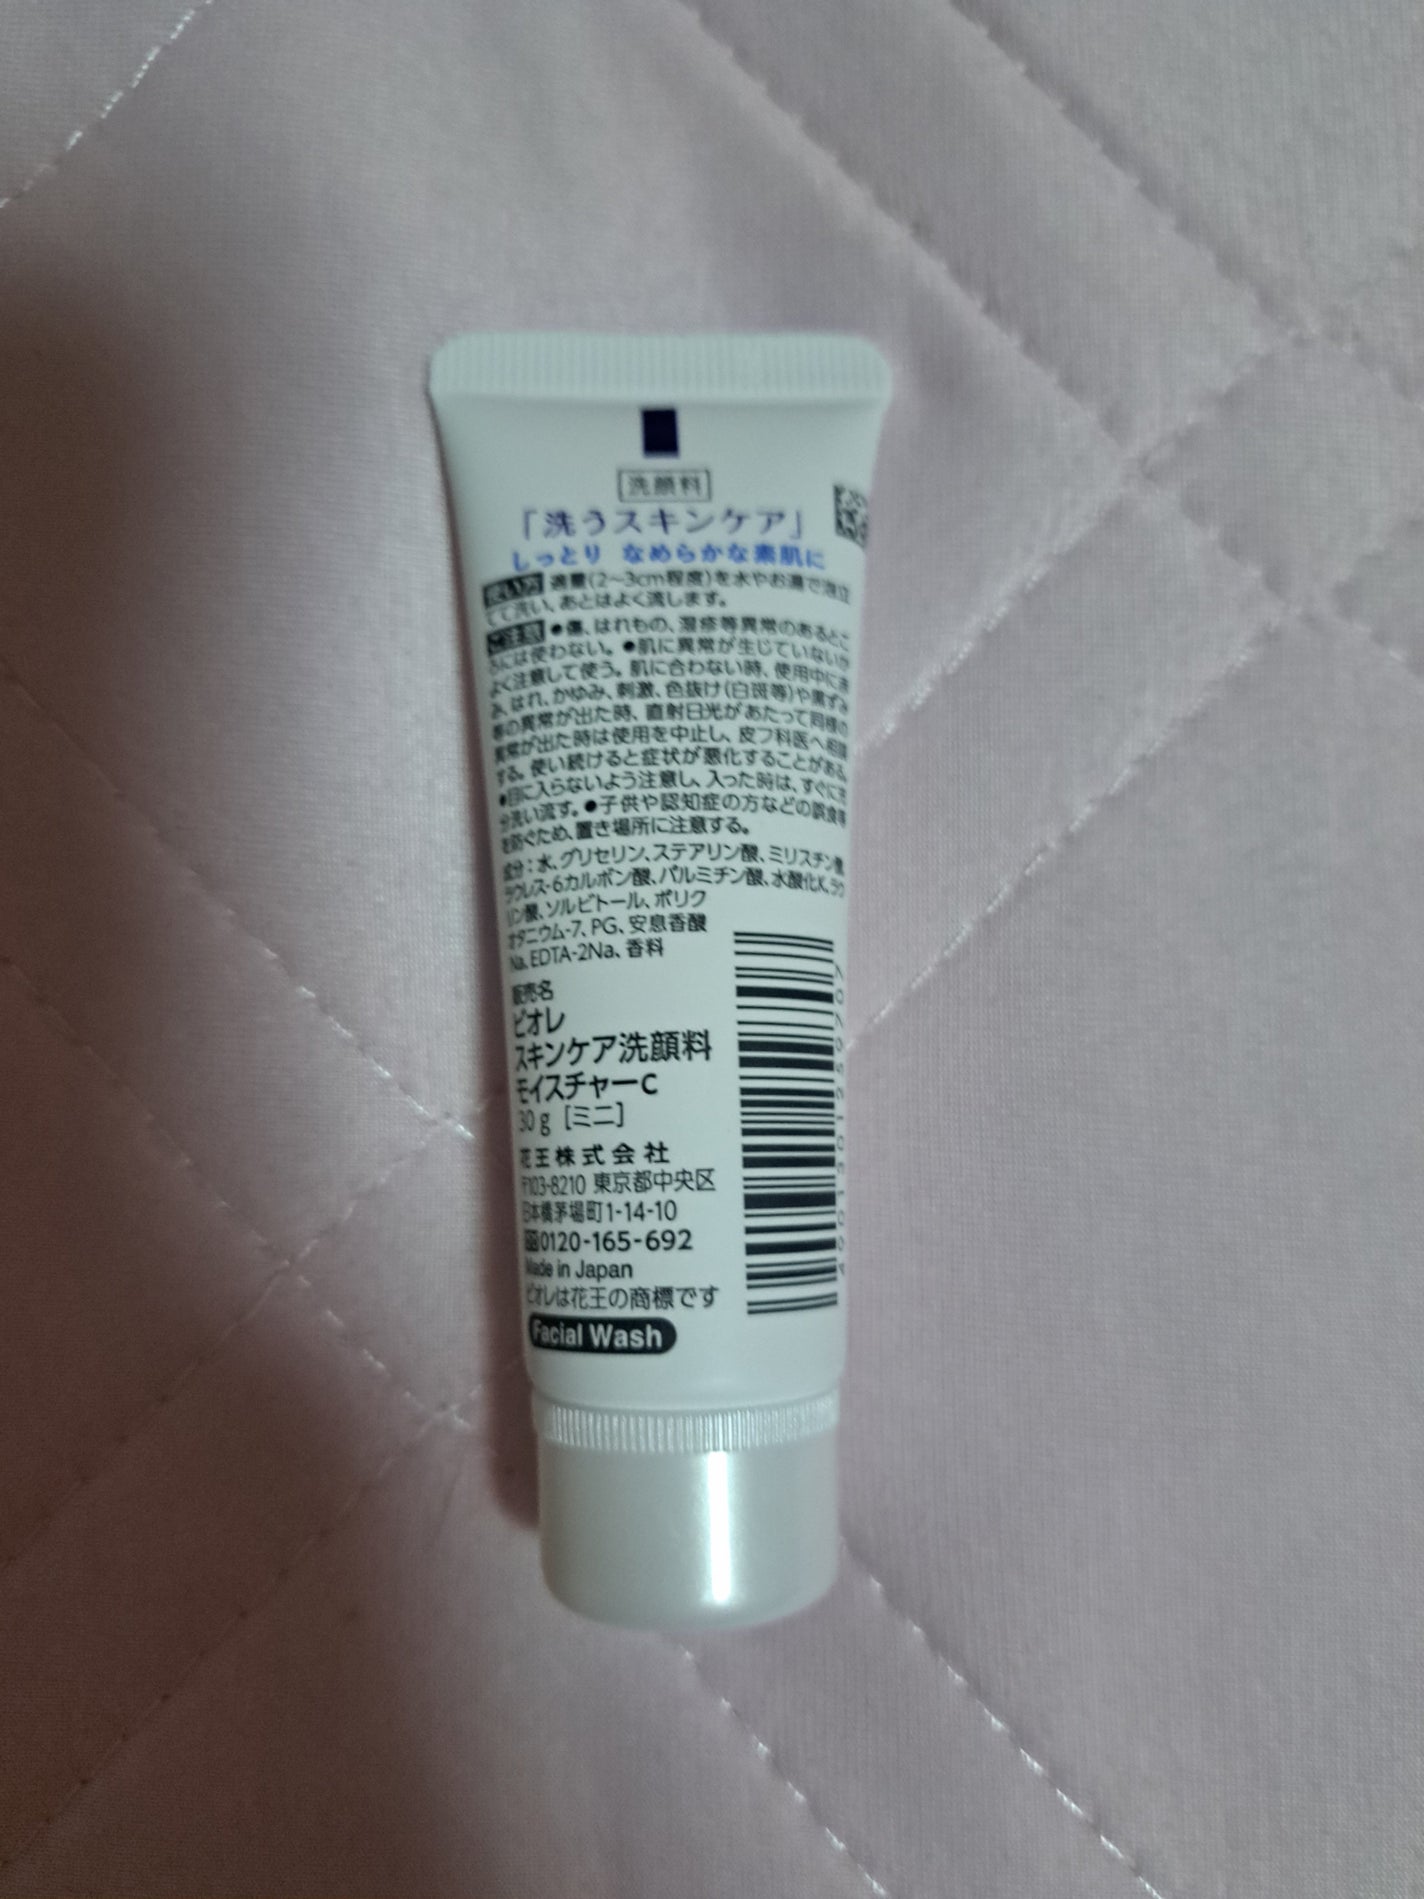 洗顔料
「洗うスキンケア」
しっとり なめらかな素肌に
使い方 適量(2~3cm程度)を水やお湯で泡立
てて洗い、あとはよく流します。
ご注意 ●傷、はれもの、湿疹等異常のあるとこ
ろには使わない。●肌に異常が生じていないか
よく注意して使う。肌に合わない時、使用中に赤
み、はれ、かゆみ、刺激、色抜け(白斑等)や黒ずみ
等の異常が出た時、直射日光があたって同様の
異常が出た時は使用を中止し、皮フ科医へ相談
する。使い続けると症状が悪化することがある。
●目に入らないよう注意し、入った時は、すぐに充
分洗い流す。●子供や認知症の方などの誤食等
を防ぐため、置き場所に注意する。
成分:水、グリセリン、ステアリン酸、ミリスチン酸、
ラウレス-6カルボン酸、パルミチン酸、水酸化K、ラウ
リン酸、ソルビトール、ポリク
オタニウム-7、PG、安息香酸
Na、EDTA-2Na、香料
販売名
ビオレ
スキンケア洗顔料
モイスチャーC
30g [ミニ]
花王株式会社
〒103-8210 東京都中央区
日本橋茅場町1-14-10
0120-165-692
Made in Japan
ビオレは花王の商標です
Facial Wash